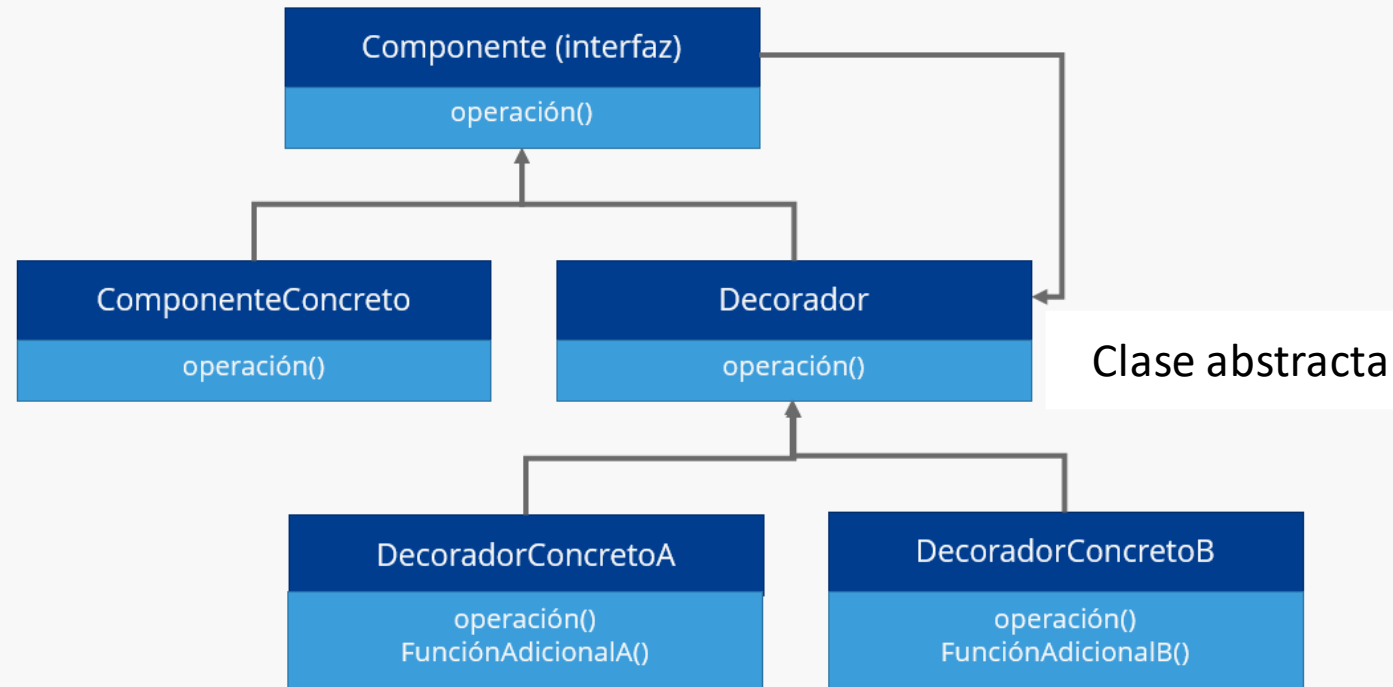 Componente (interfaz)
operación()
ComponenteConcreto
operación()
Decorador
operación()
Clase abstracta
DecoradorConcretoA
operación()
FunciónAdicionalA()
DecoradorConcretoB
operación()
FunciónAdicionalB()